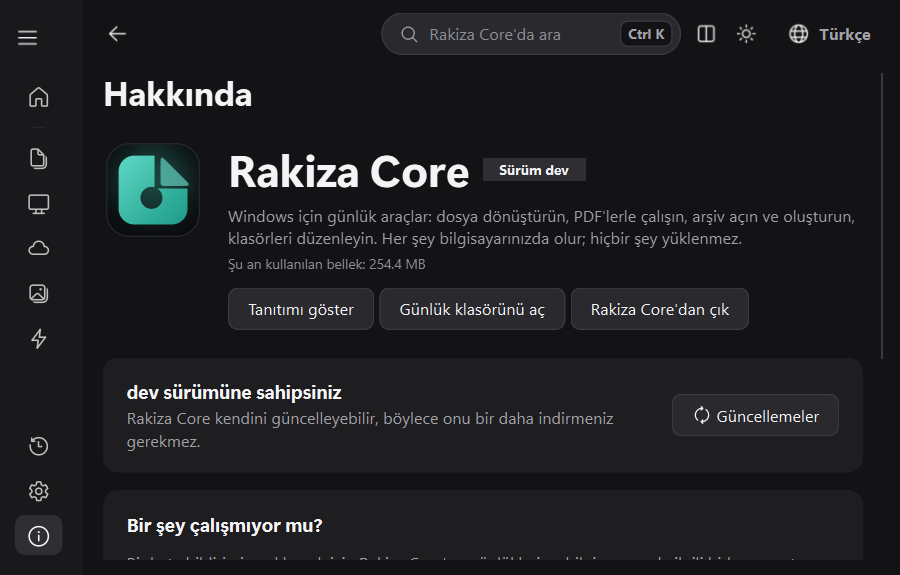 Rakiza Core'da ara
Ctrl K
Türkçe
Hakkında
Rakiza Core
Sürüm dev
Windows için günlük araçlar: dosya dönüştürün, PDF'lerle çalışın, arşiv açın ve oluşturun,
klasörleri düzenleyin. Her şey bilgisayarınızda olur; hiçbir şey yüklenmez.
Şu an kullanılan bellek: 254.4 MB
Tanıtımı göster
Günlük klasörünü aç
Rakiza Core'dan çık
dev sürümüne sahipsiniz
Rakiza Core kendini güncelleyebilir, böylece onu bir daha indirmeniz
gerekmez.
Güncellemeler
Bir şey çalışmıyor mu?